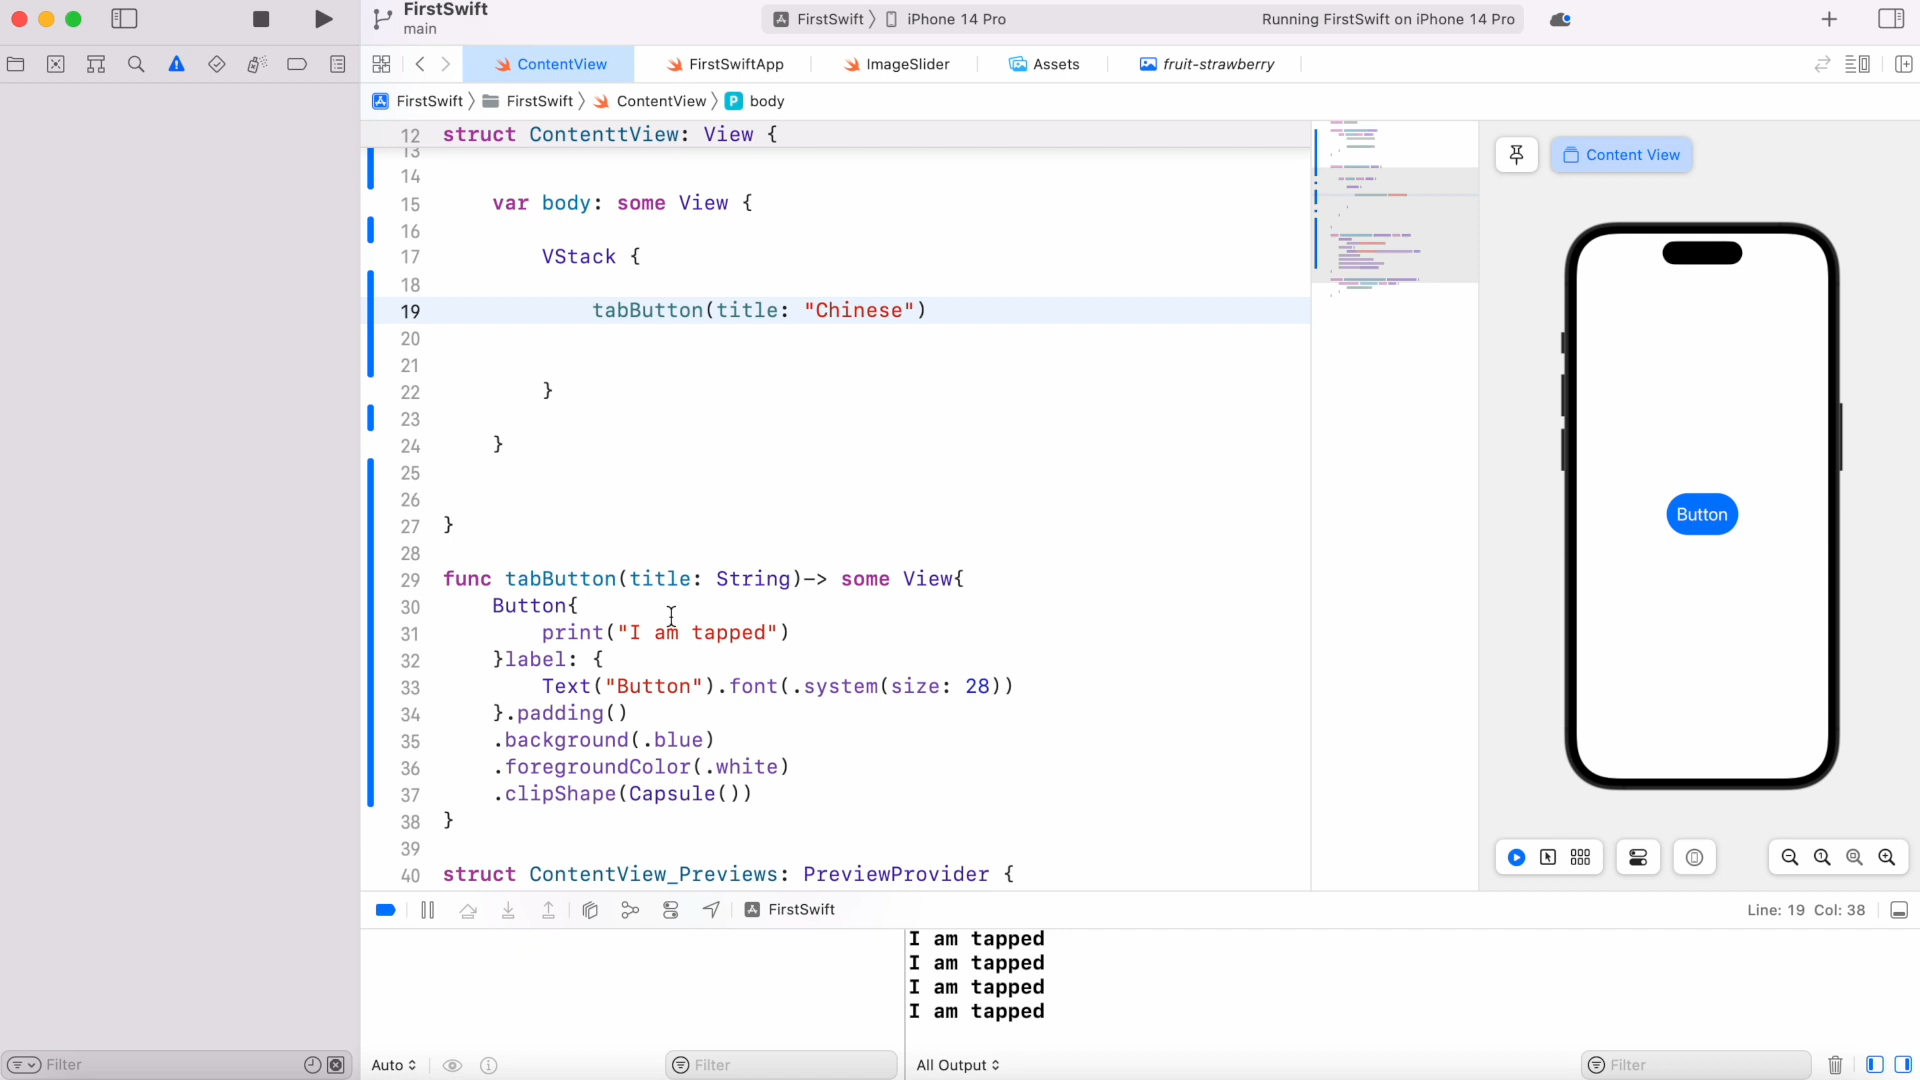 FirstSwift
main
FirstSwift
iPhone 14 Pro
Running FirstSwift on iPhone 14 Pro
ContentView
FirstSwiftApp
ImageSlider
Assets
fruit-strawberry
FirstSwift
FirstSwift
ContentView
P body
12 struct ContenttView: View {
13
14
15 var body: some View {
16
17 VStack {
18
19 tabButton(title: "Chinese")
20
21
22 }
23
24 }
25
26
27 }
28
29 func tabButton(title: String)-> some View{
30 Button{
31 print("I am tapped")
32 }label: {
33 Text("Button").font(.system(size: 28))
34 }.padding()
35 .background(.blue)
36 .foregroundColor(.white)
37 .clipShape(Capsule())
38 }
39
40 struct ContentView_Previews: PreviewProvider {
Content View
Button
FirstSwift
Line: 19 Col: 38
I am tapped
I am tapped
I am tapped
I am tapped
Filter
Auto
Filter
All Output
Filter